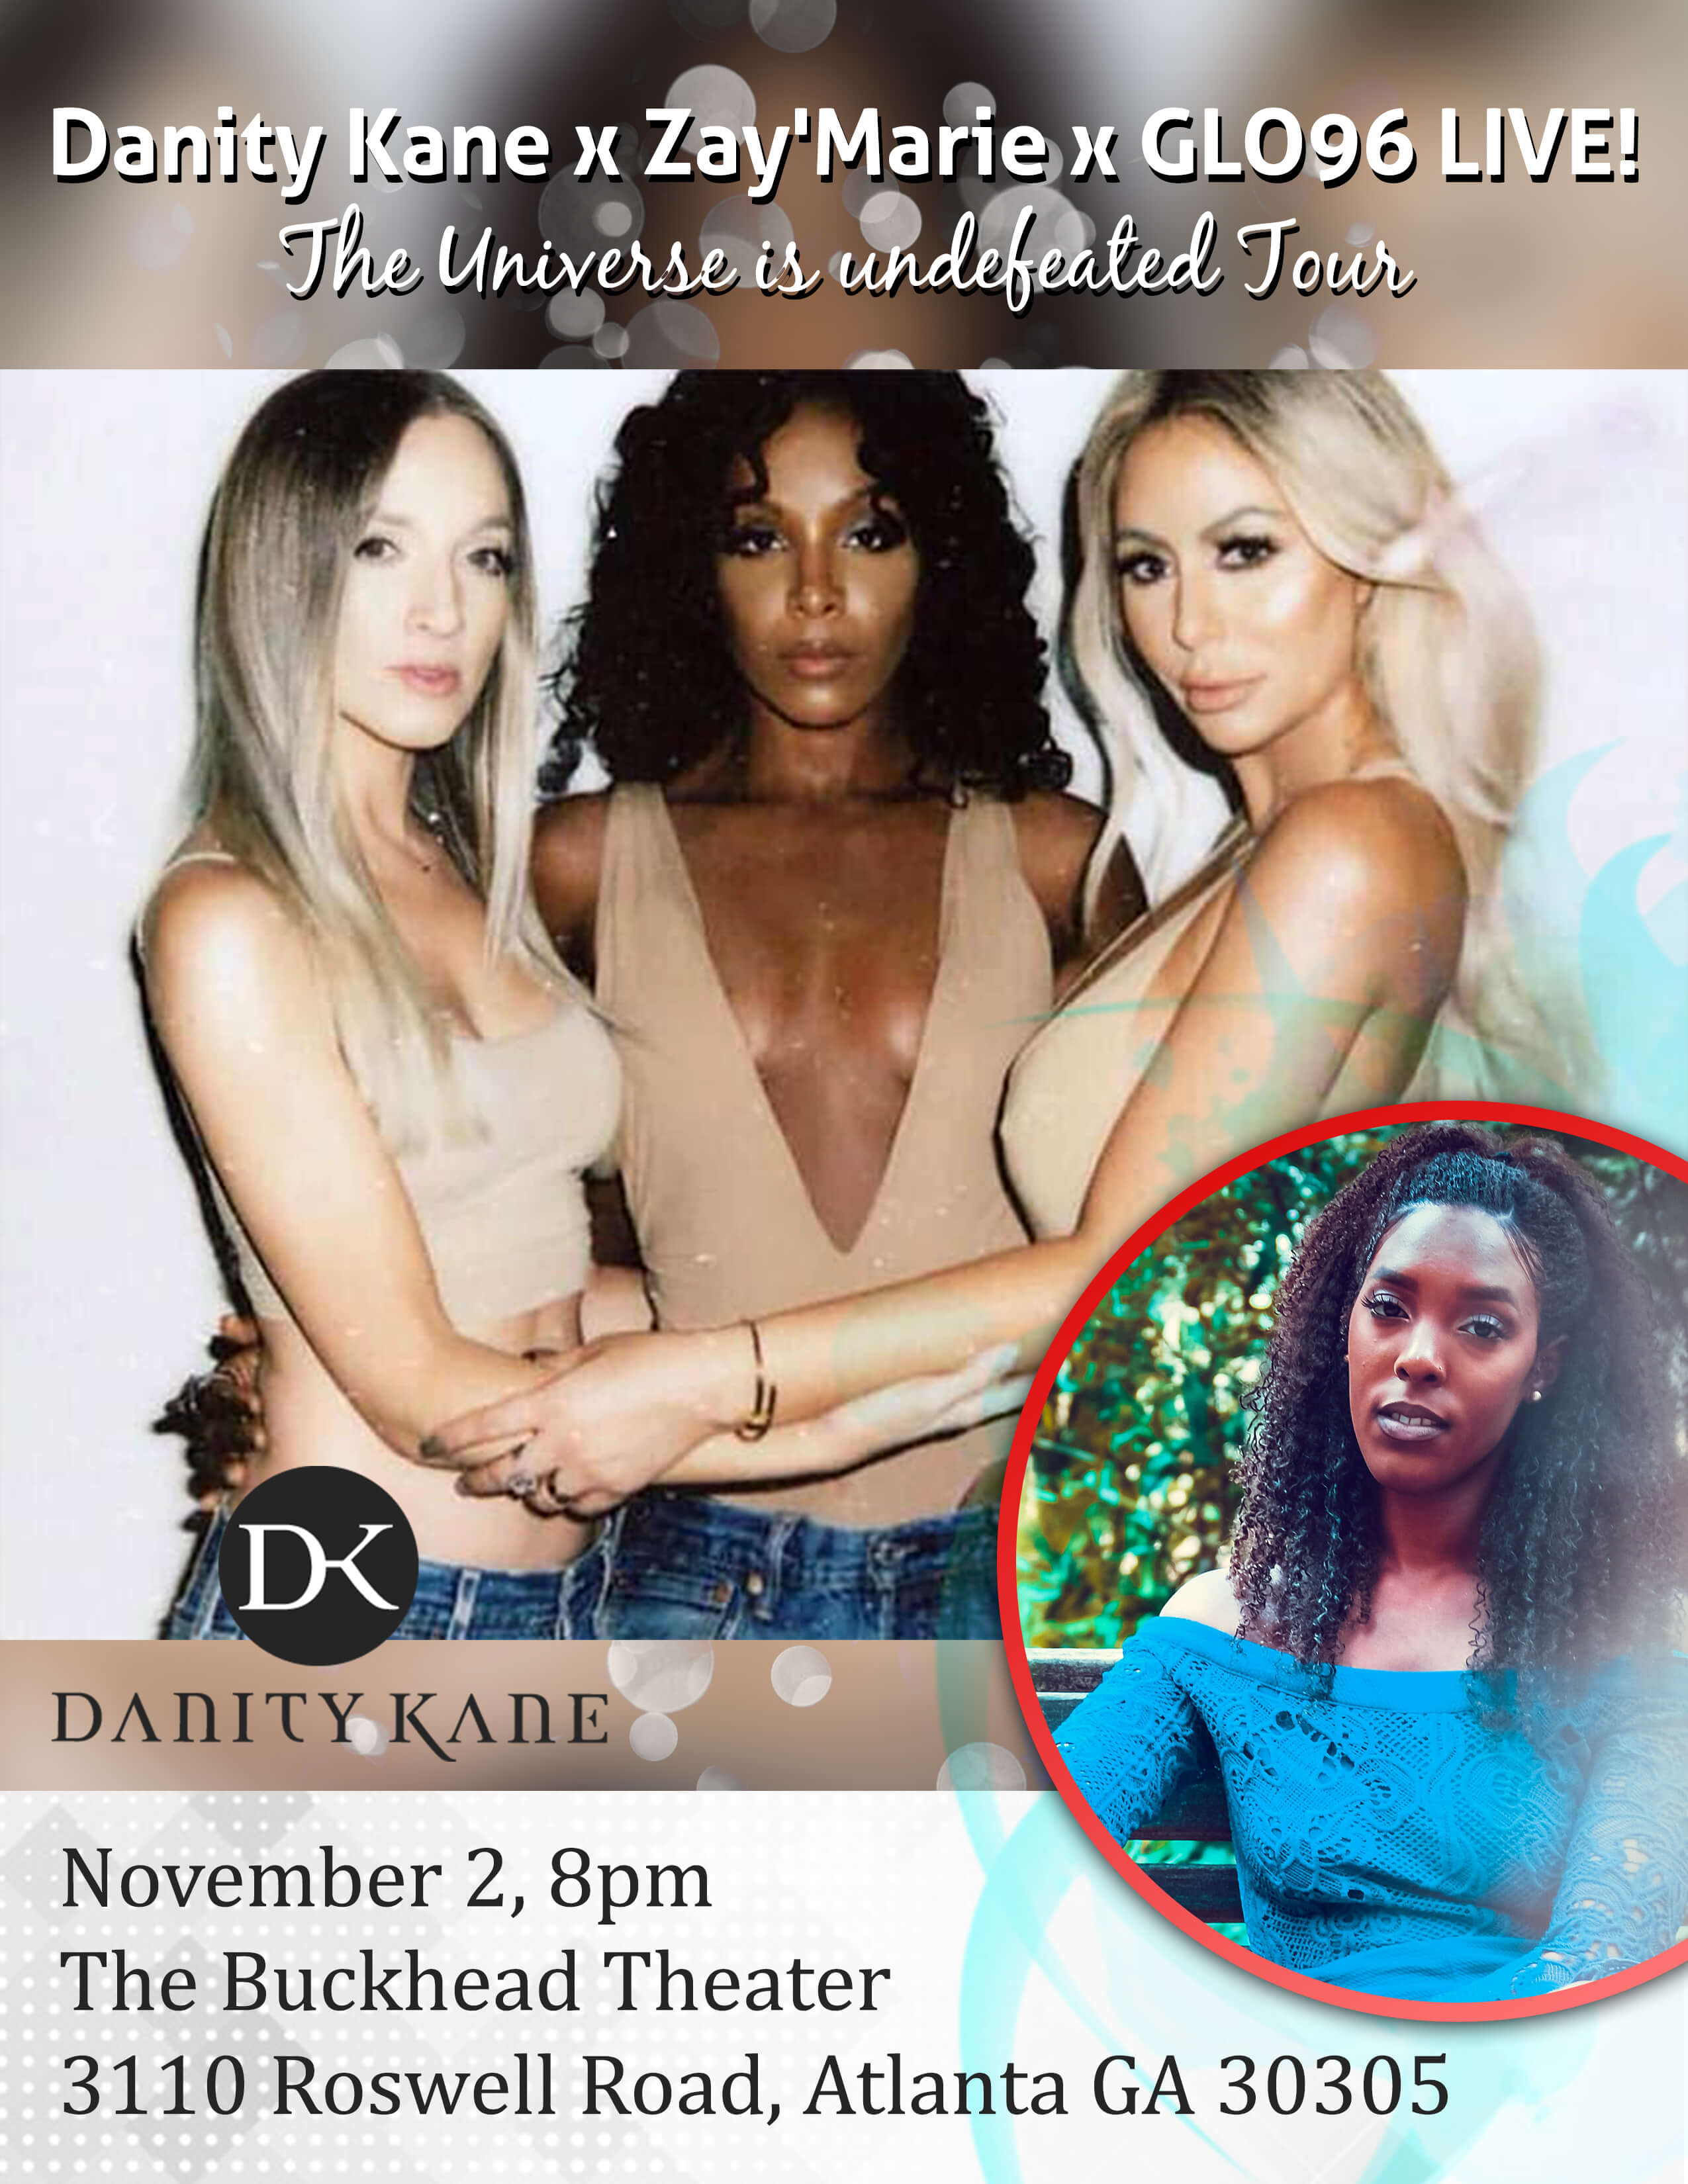 Danity Kane x Zay'Marie x GLO96 LIVE!
The Universe is undefeated Tour
DK
DANITY KANE
November 2, 8pm
The Buckhead Theater
3110 Roswell Road, Atlanta GA 30305